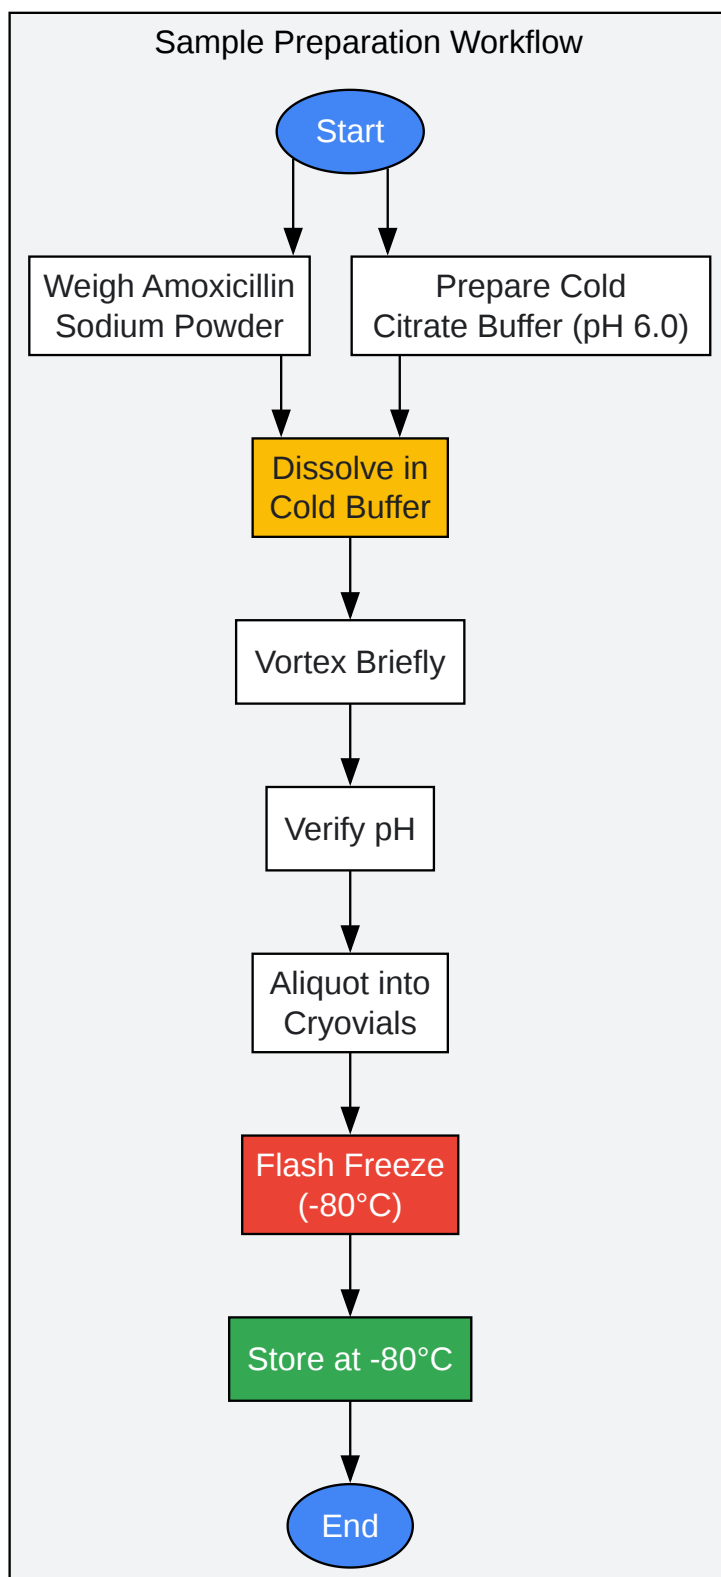 Sample Preparation Workflow
Start
Weigh Amoxicillin
Sodium Powder
Prepare Cold
Citrate Buffer (pH 6.0)
Dissolve in
Cold Buffer
Vortex Briefly
Verify pH
Aliquot into
Cryovials
Flash Freeze
(-80°C)
Store at -80°C
End